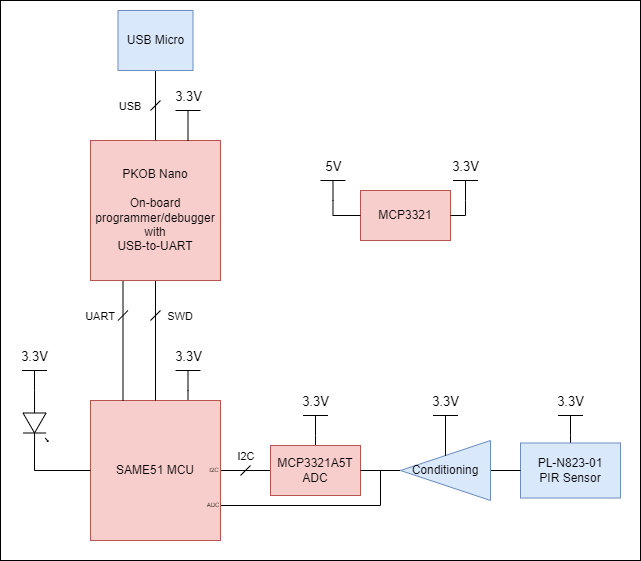 USB Micro
USB
3.3V
PKOB Nano
On-board
programmer/debugger
with
USB-to-UART
5V
3.3V
MCP3321
UART
SWD
3.3V
3.3V
SAME51 MCU
I2C
ADC
I2C
3.3V
MCP3321A5T
ADC
3.3V
Conditioning
3.3V
PL-N823-01
PIR Sensor